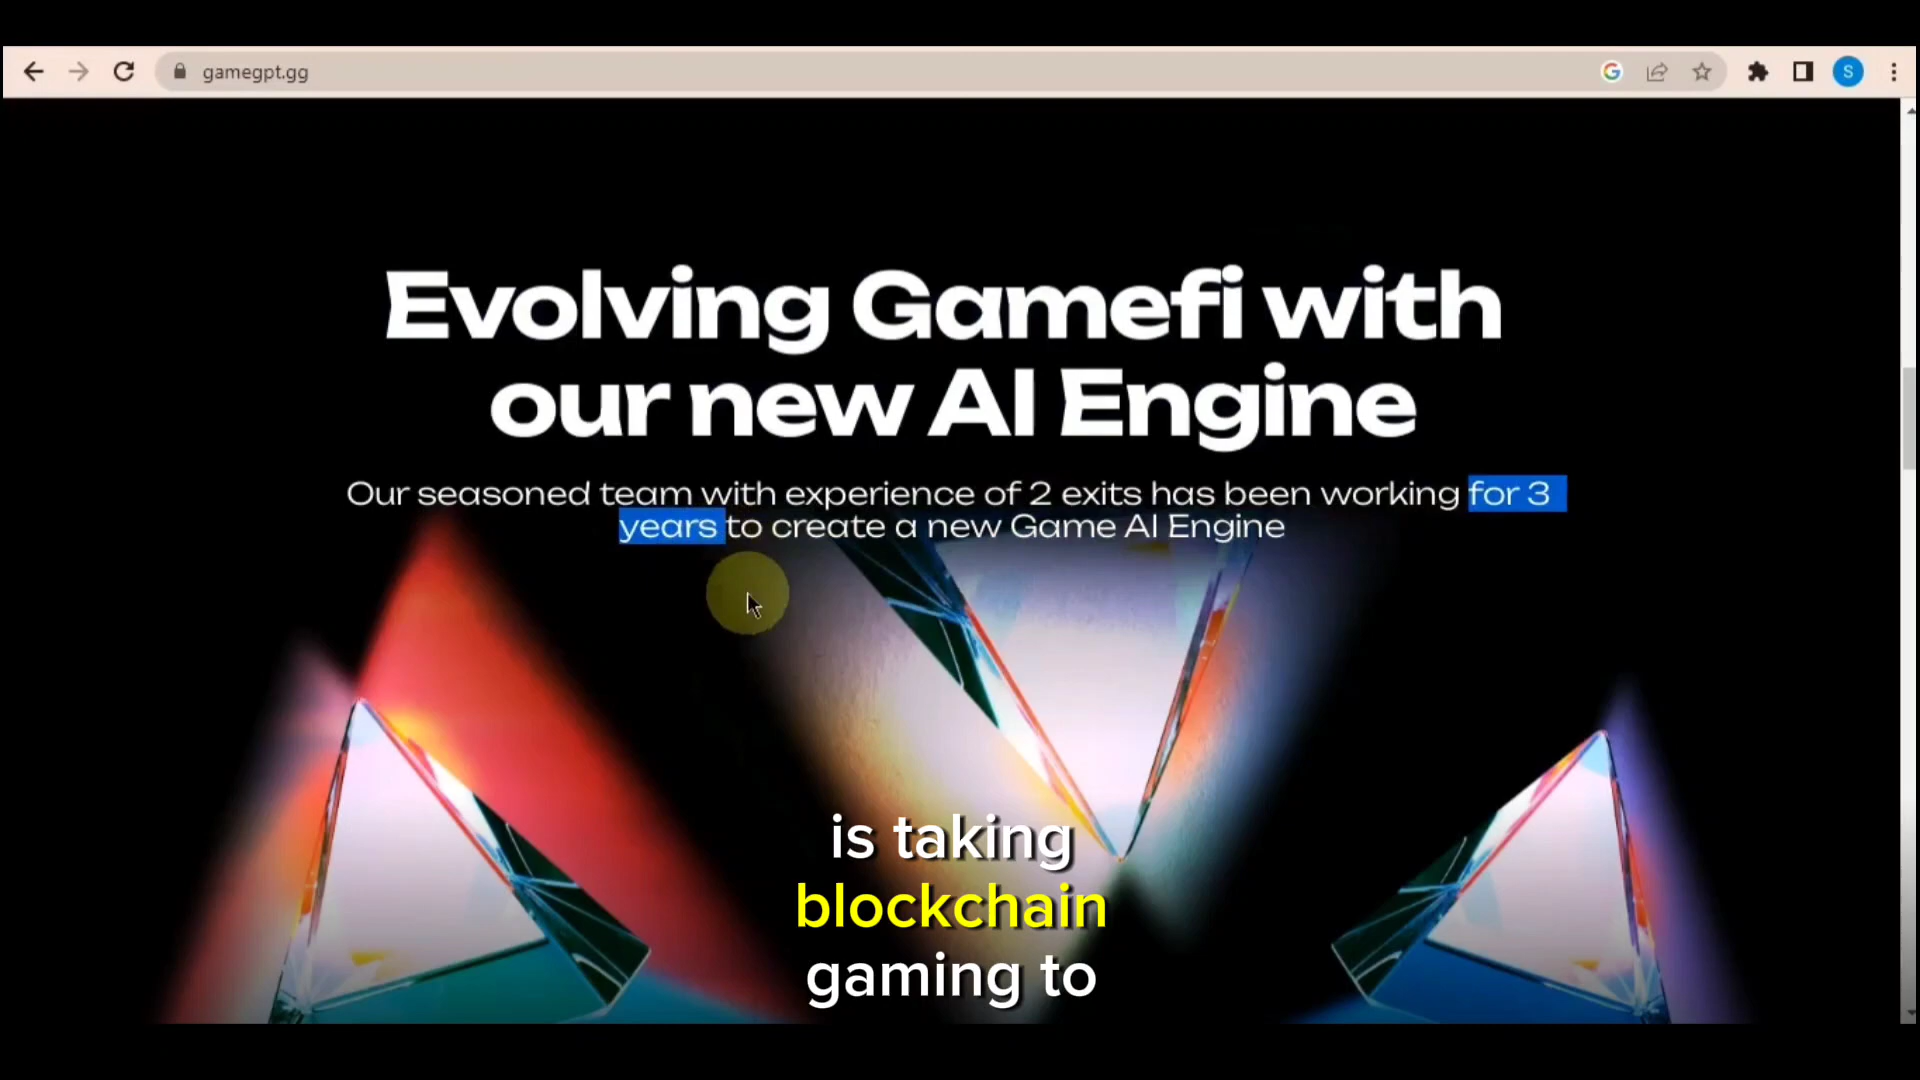 gamegpt.gg
S
Evolving Gamefi with
our new AI Engine
Our seasoned team with experience of 2 exits has been working for 3
years to create a new Game AI Engine
is taking
blockchain
gaming to